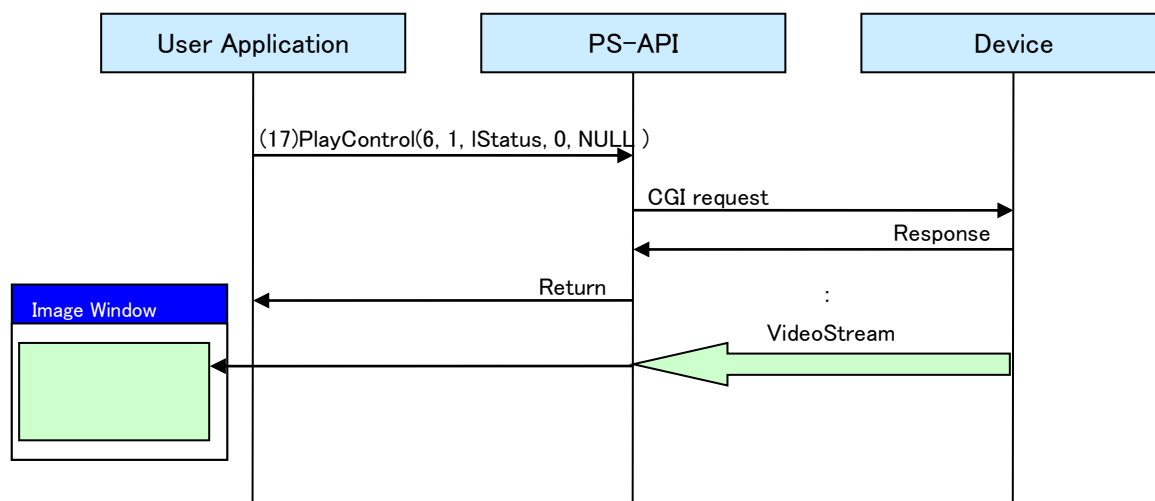 User Application
PS-API
Device
(17)PlayControl(6, 1, lStatus, 0, NULL )
CGI request
Response
Return
:
Image Window
VideoStream